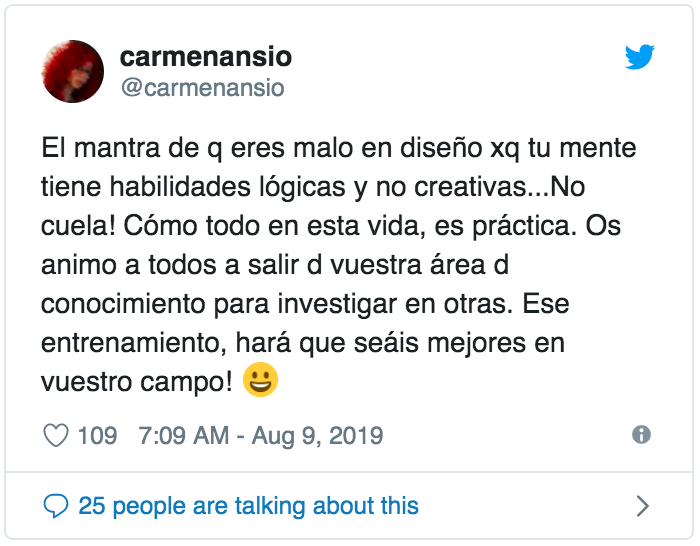 carmenansio
@carmenansio
El mantra de q eres malo en diseño xq tu mente
tiene habilidades lógicas y no creativas...No
cuela! Cómo todo en esta vida, es práctica. Os
animo a todos a salir d vuestra área d
conocimiento para investigar en otras. Ese
entrenamiento, hará que seáis mejores en
vuestro campo! 😀
109 7:09 AM - Aug 9, 2019
25 people are talking about this